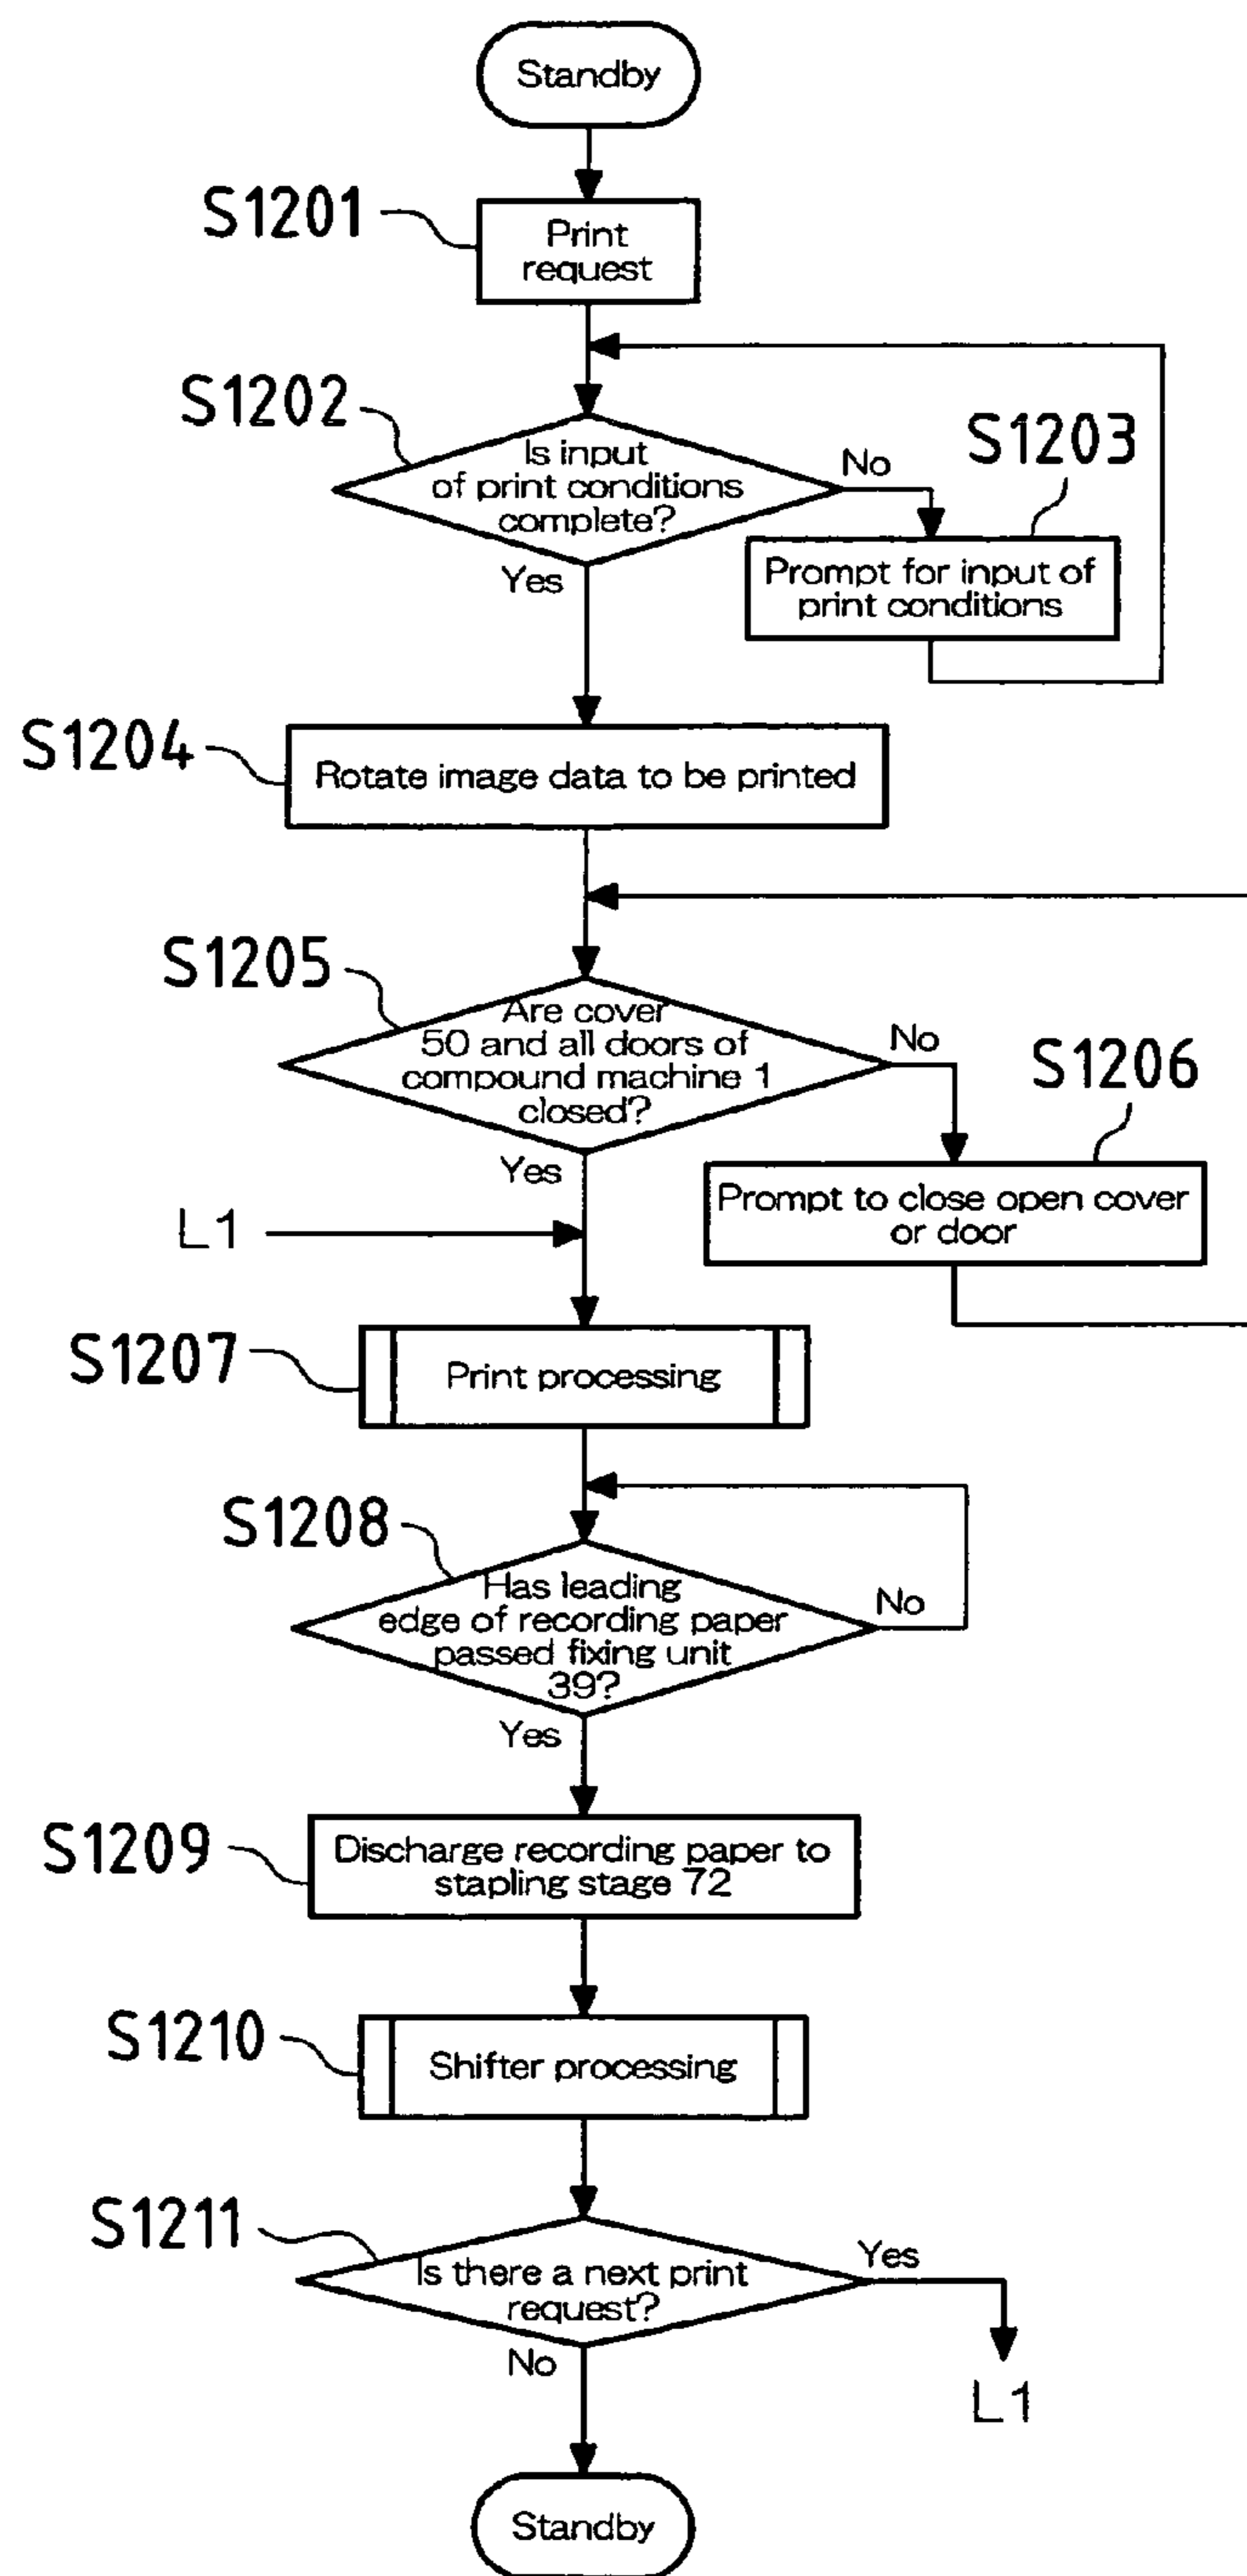 Standby
S1201
Print
request
S1202
Is input
of print conditions
complete?
No
Yes
S1203
Prompt for input of
print conditions
S1204
Rotate image data to be printed
S1205
Are cover
50 and all doors of
compound machine 1
closed?
No
Yes
S1206
Prompt to close open cover
or door
L1
S1207
Print processing
S1208
Has leading
edge of recording paper
passed fixing unit
39?
No
Yes
S1209
Discharge recording paper to
stapling stage 72
S1210
Shifter processing
S1211
Is there a next print
request?
Yes
No
L1
Standby